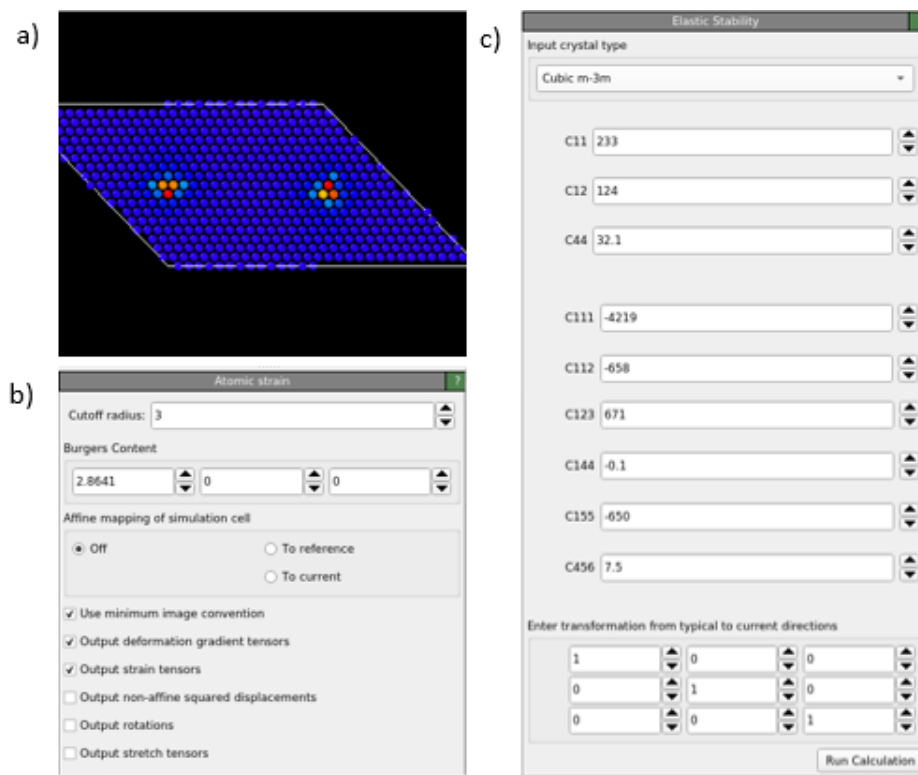 a)
b)
Atomic strain ?
Cutoff radius: 3
Burgers Content
2.8641 0 0
Affine mapping of simulation cell
Off To reference
To current
Use minimum image convention
Output deformation gradient tensors
Output strain tensors
Output non-affine squared displacements
Output rotations
Output stretch tensors
c)
Elastic Stability
Input crystal type
Cubic m-3m
C11 233
C12 124
C44 32.1
C111 -4219
C112 -658
C123 671
C144 -0.1
C155 -650
C456 7.5
Enter transformation from typical to current directions
1 0 0
0 1 0
0 0 1
Run Calculation